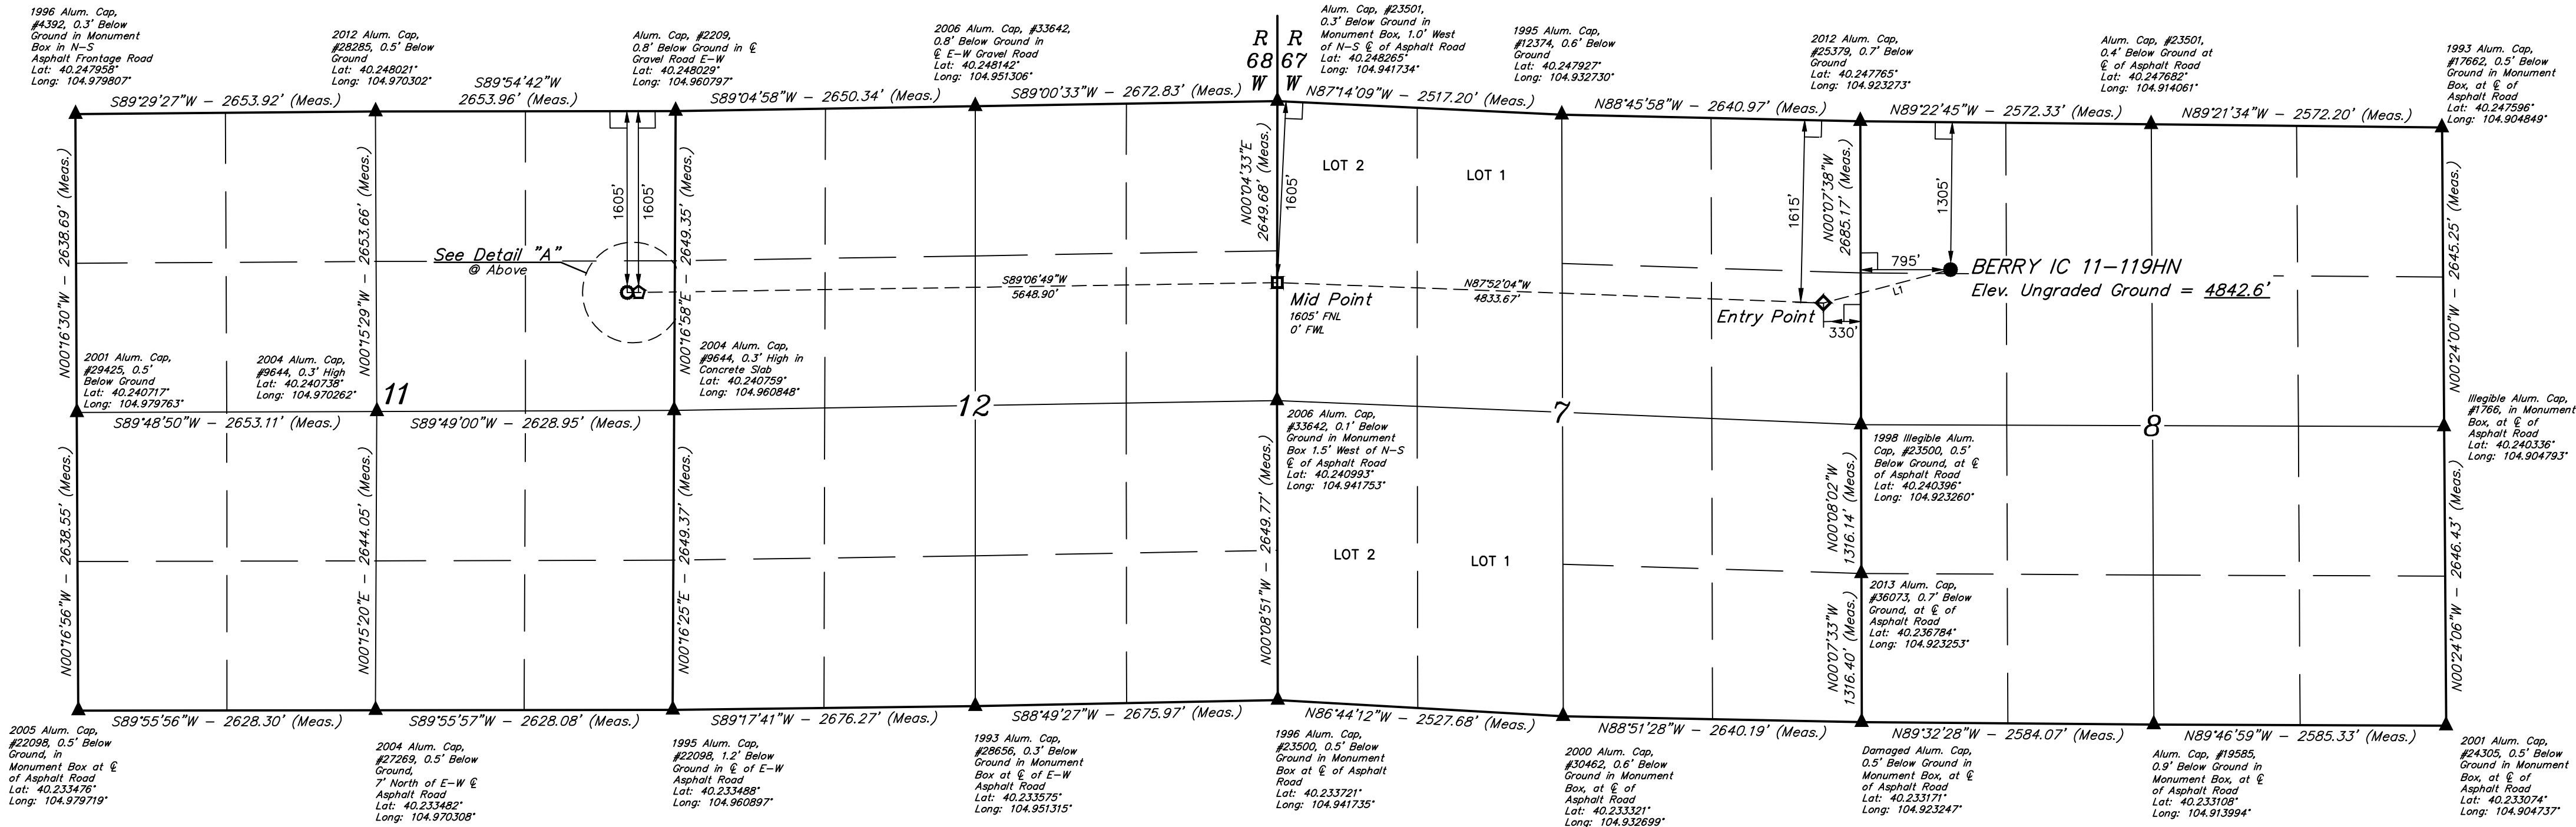 1996 Alum. Cap,
#4392, 0.3' Below
Ground in Monument
Box in N-S
Asphalt Frontage Road
Lat: 40.247958°
Long: 104.979807°
2012 Alum. Cap,
#28285, 0.5' Below
Ground
Lat: 40.248021°
Long: 104.970302°
Alum. Cap, #2209,
0.8' Below Ground in ℄
Gravel Road E-W
Lat: 40.248029°
Long: 104.960797°
2006 Alum. Cap, #33642,
0.8' Below Ground in
℄ E-W Gravel Road
Lat: 40.248142°
Long: 104.951306°
R R
68 67
W W
Alum. Cap, #23501,
0.3' Below Ground in
Monument Box, 1.0' West
of N-S ℄ of Asphalt Road
Lat: 40.248265°
Long: 104.941734°
1995 Alum. Cap,
#12374, 0.6' Below
Ground
Lat: 40.247927°
Long: 104.932730°
2012 Alum. Cap,
#25379, 0.7' Below
Ground
Lat: 40.247765°
Long: 104.923273°
Alum. Cap, #23501,
0.4' Below Ground at
℄ of Asphalt Road
Lat: 40.247682°
Long: 104.914061°
1993 Alum. Cap,
#17662, 0.5' Below
Ground in Monument
Box, at ℄ of
Asphalt Road
Lat: 40.247596°
Long: 104.904849°
S89°29'27"W - 2653.92' (Meas.)
S89°54'42"W
2653.96' (Meas.)
S89°04'58"W - 2650.34' (Meas.)
S89°00'33"W - 2672.83' (Meas.)
N87°14'09"W - 2517.20' (Meas.)
N88°45'58"W - 2640.97' (Meas.)
N89°22'45"W - 2572.33' (Meas.)
N89°21'34"W - 2572.20' (Meas.)
N00°16'30"W - 2638.69' (Meas.)
N00°15'29"W - 2653.66' (Meas.)
1605'
1605'
N00°16'58"E - 2649.35' (Meas.)
N00°04'33"E
2649.68' (Meas.)
1605'
LOT 2
LOT 1
1615'
N00°07'38"W
2685.17' (Meas.)
1305'
N00°24'00"W - 2645.25' (Meas.)
See Detail "A"
@ Above
S89°06'49"W
5648.90'
Mid Point
1605' FNL
0' FWL
N87°52'04"W
4833.67'
Entry Point
330'
795'
L1
BERRY IC 11-119HN
Elev. Ungraded Ground = 4842.6'
2001 Alum. Cap,
#29425, 0.5'
Below Ground
Lat: 40.240717°
Long: 104.979763°
2004 Alum. Cap,
#9644, 0.3' High
Lat: 40.240738°
Long: 104.970262°
11
2004 Alum. Cap,
#9644, 0.3' High in
Concrete Slab
Lat: 40.240759°
Long: 104.960848°
12
7
8
S89°48'50"W - 2653.11' (Meas.)
S89°49'00"W - 2628.95' (Meas.)
2006 Alum. Cap,
#33642, 0.1' Below
Ground in Monument
Box 1.5' West of N-S
℄ of Asphalt Road
Lat: 40.240993°
Long: 104.941753°
1998 Illegible Alum.
Cap, #23500, 0.5'
Below Ground, at ℄
of Asphalt Road
Lat: 40.240396°
Long: 104.923260°
Illegible Alum. Cap,
#1766, in Monument
Box, at ℄ of
Asphalt Road
Lat: 40.240336°
Long: 104.904793°
N00°16'56"W - 2638.55' (Meas.)
N00°15'20"E - 2644.05' (Meas.)
N00°16'25"E - 2649.37' (Meas.)
N00°08'51"W - 2649.77' (Meas.)
LOT 2
LOT 1
N00°08'02"W
1316.14' (Meas.)
2013 Alum. Cap,
#36073, 0.7' Below
Ground, at ℄ of
Asphalt Road
Lat: 40.236784°
Long: 104.923253°
N00°07'33"W
1316.40' (Meas.)
N00°24'06"W - 2646.43' (Meas.)
S89°55'56"W - 2628.30' (Meas.)
S89°55'57"W - 2628.08' (Meas.)
S89°17'41"W - 2676.27' (Meas.)
S88°49'27"W - 2675.97' (Meas.)
N86°44'12"W - 2527.68' (Meas.)
N88°51'28"W - 2640.19' (Meas.)
N89°32'28"W - 2584.07' (Meas.)
N89°46'59"W - 2585.33' (Meas.)
2005 Alum. Cap,
#22098, 0.5' Below
Ground, in
Monument Box at ℄
of Asphalt Road
Lat: 40.233476°
Long: 104.979719°
2004 Alum. Cap,
#27269, 0.5' Below
Ground,
7' North of E-W ℄
Asphalt Road
Lat: 40.233482°
Long: 104.970308°
1995 Alum. Cap,
#22098, 1.2' Below
Ground in ℄ of E-W
Asphalt Road
Lat: 40.233488°
Long: 104.960897°
1993 Alum. Cap,
#28656, 0.3' Below
Ground in Monument
Box at ℄ of E-W
Asphalt Road
Lat: 40.233575°
Long: 104.951315°
1996 Alum. Cap,
#23500, 0.5' Below
Ground in Monument
Box at ℄ of Asphalt
Road
Lat: 40.233721°
Long: 104.941735°
2000 Alum. Cap,
#30462, 0.6' Below
Ground in Monument
Box, at ℄ of
Asphalt Road
Lat: 40.233321°
Long: 104.932699°
Damaged Alum. Cap,
0.5' Below Ground in
Monument Box, at ℄
of Asphalt Road
Lat: 40.233171°
Long: 104.923247°
Alum. Cap, #19585,
0.9' Below Ground in
Monument Box, at ℄
of Asphalt Road
Lat: 40.233108°
Long: 104.913994°
2001 Alum. Cap,
#24305, 0.5' Below
Ground in Monument
Box, at ℄ of
Asphalt Road
Lat: 40.233074°
Long: 104.904737°